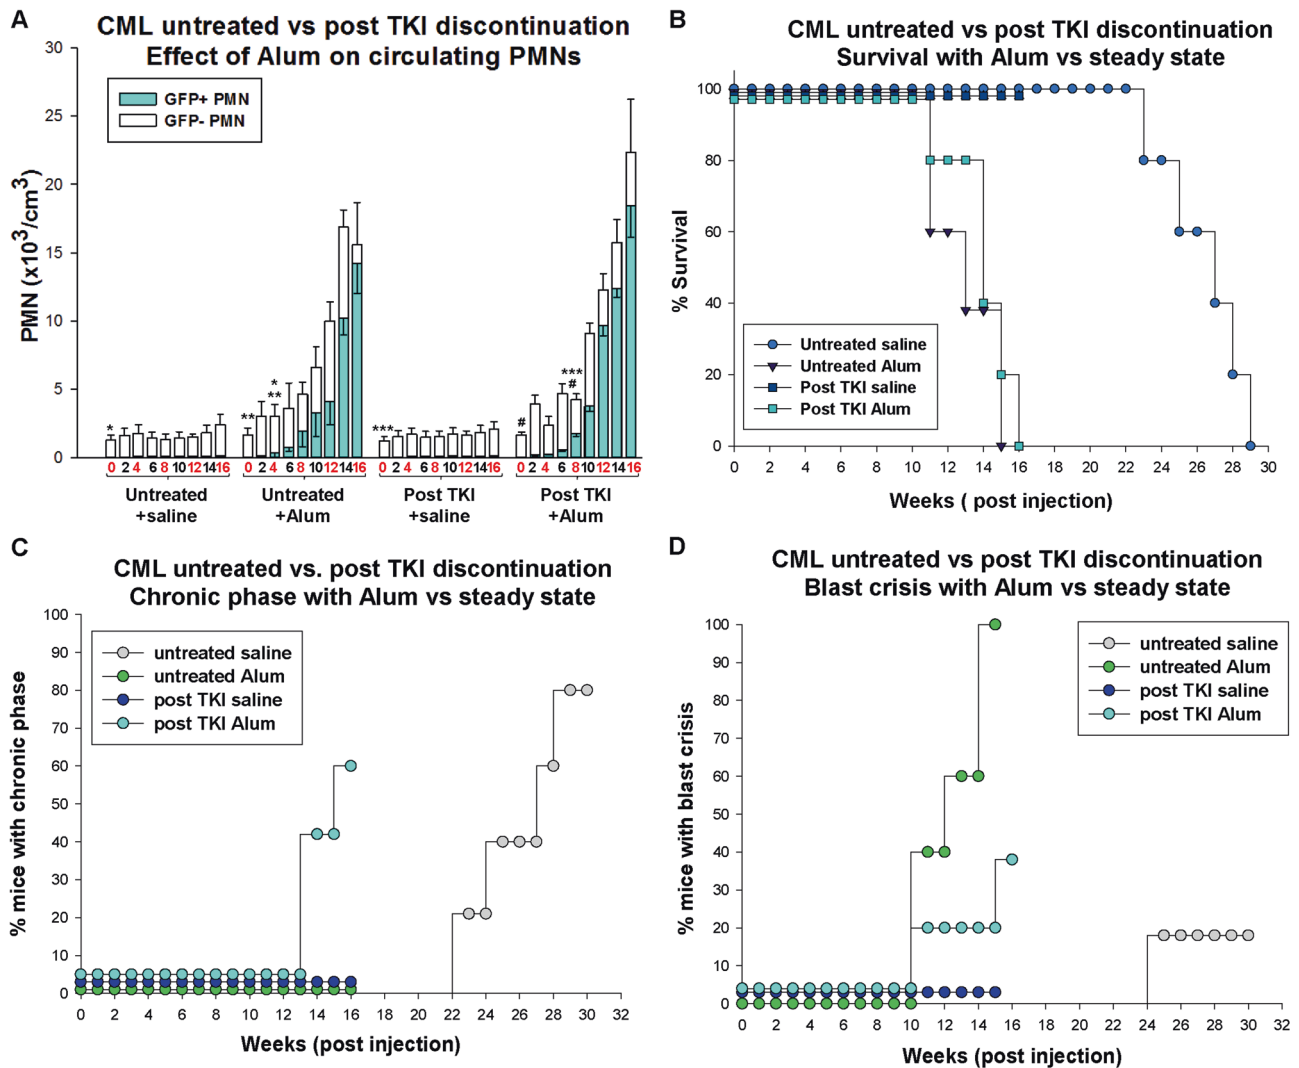 A
CML untreated vs post TKI discontinuation
Effect of Alum on circulating PMNs
GFP+ PMN
GFP- PMN
PMN (x10³/cm³)
30
25
20
15
10
5
0
*
**
*
**
***
#
***
#
0 2 4 6 8 10 12 14 16
0 2 4 6 8 10 12 14 16
0 2 4 6 8 10 12 14 16
0 2 4 6 8 10 12 14 16
Untreated
+saline
Untreated
+Alum
Post TKI
+saline
Post TKI
+Alum
B
CML untreated vs post TKI discontinuation
Survival with Alum vs steady state
% Survival
100
80
60
40
20
0
Untreated saline
Untreated Alum
Post TKI saline
Post TKI Alum
0 2 4 6 8 10 12 14 16 18 20 22 24 26 28 30
Weeks ( post injection)
C
CML untreated vs. post TKI discontinuation
Chronic phase with Alum vs steady state
% mice with chronic phase
100
90
80
70
60
50
40
30
20
10
0
untreated saline
untreated Alum
post TKI saline
post TKI Alum
0 2 4 6 8 10 12 14 16 18 20 22 24 26 28 30 32
Weeks (post injection)
D
CML untreated vs post TKI discontinuation
Blast crisis with Alum vs steady state
% mice with blast crisis
100
90
80
70
60
50
40
30
20
10
0
untreated saline
untreated Alum
post TKI saline
post TKI Alum
0 2 4 6 8 10 12 14 16 18 20 22 24 26 28 30 32
Weeks (post injection)